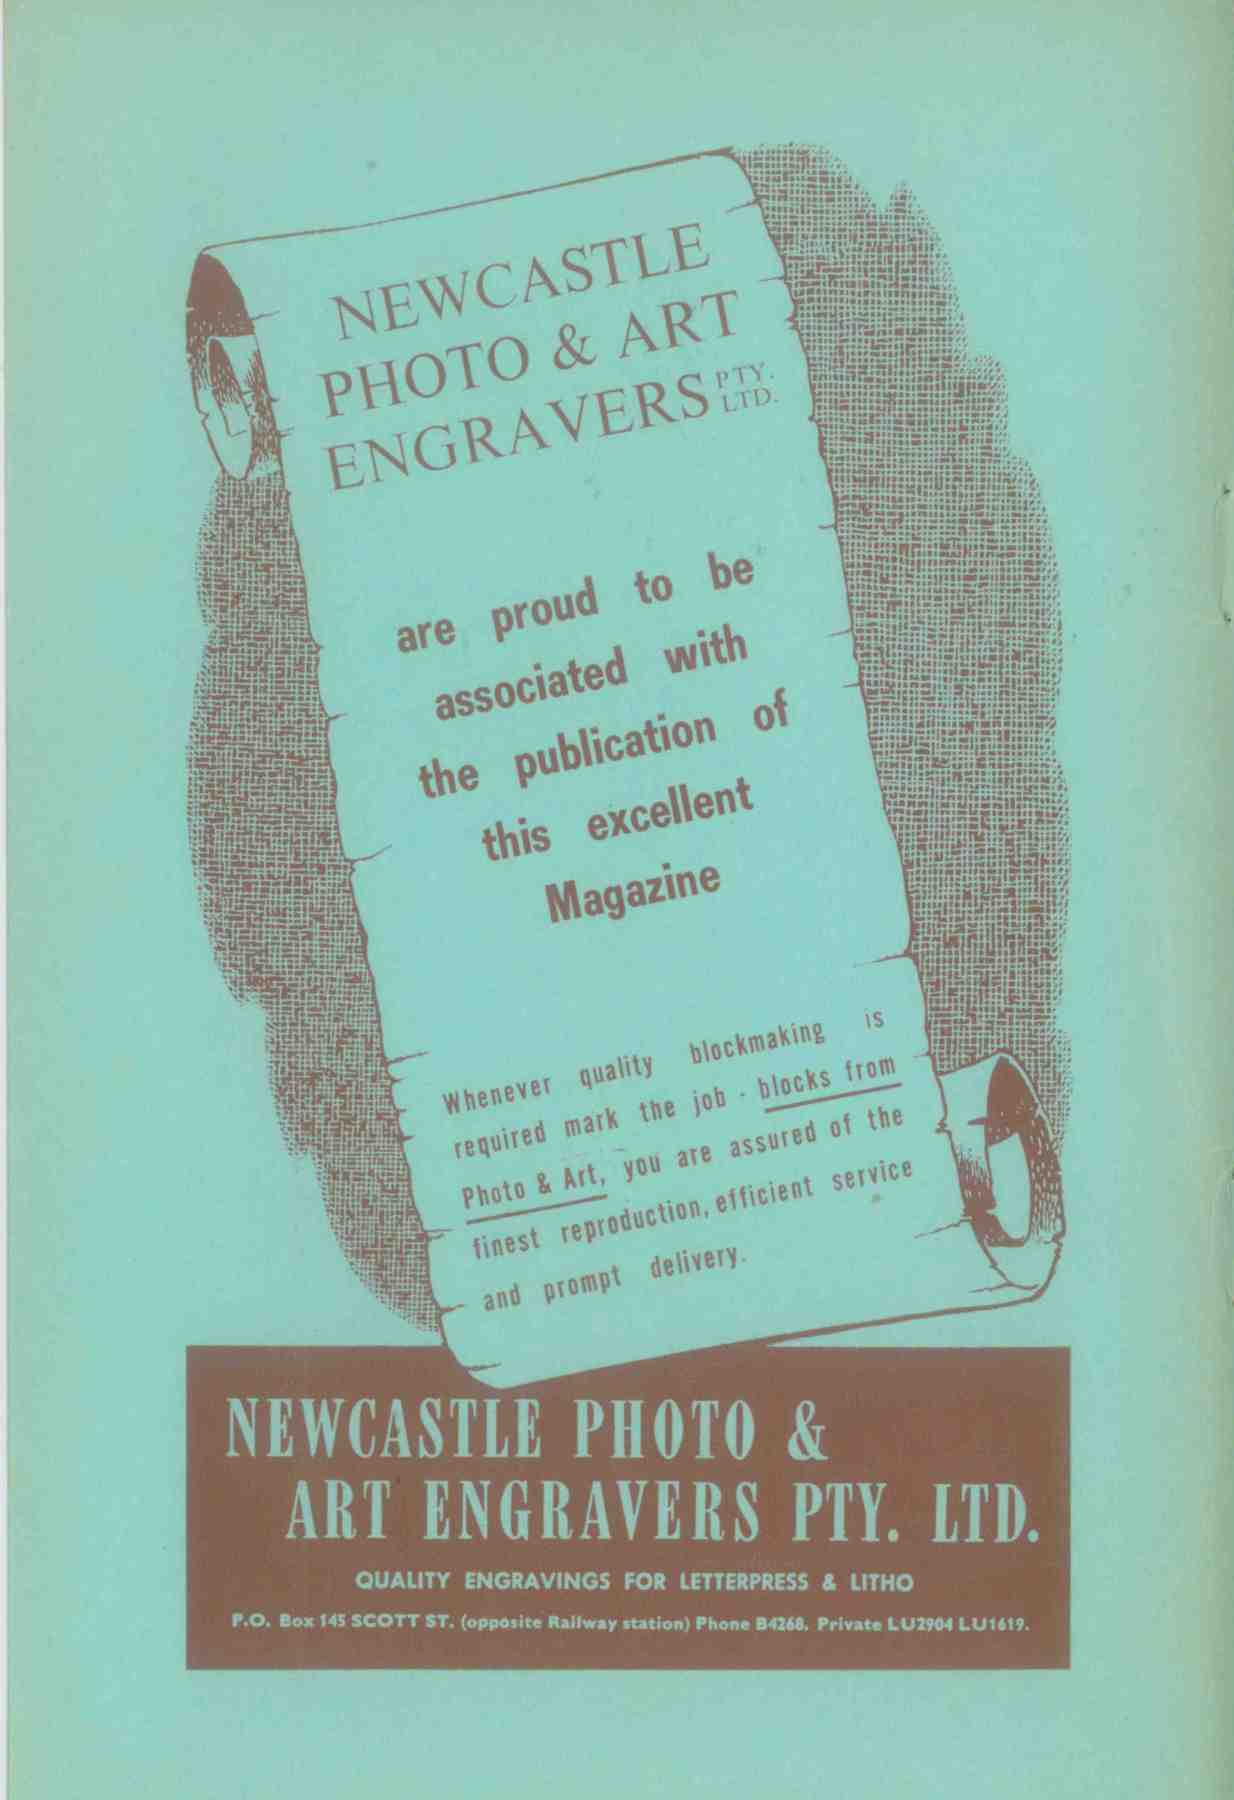 NEWCASTLE
PHOTO & ART
ENGRAVERS PTY. LTD.
are proud to be
associated with
the publication of
this excellent
Magazine
Whenever quality blockmaking is
required mark the job - blocks from
Photo & Art, you are assured of the
finest reproduction, efficient service
and prompt delivery.
NEWCASTLE PHOTO &
ART ENGRAVERS PTY. LTD.
QUALITY ENGRAVINGS FOR LETTERPRESS & LITHO
P.O. Box 145 SCOTT ST. (opposite Railway station) Phone B4268. Private LU2904 LU1619.